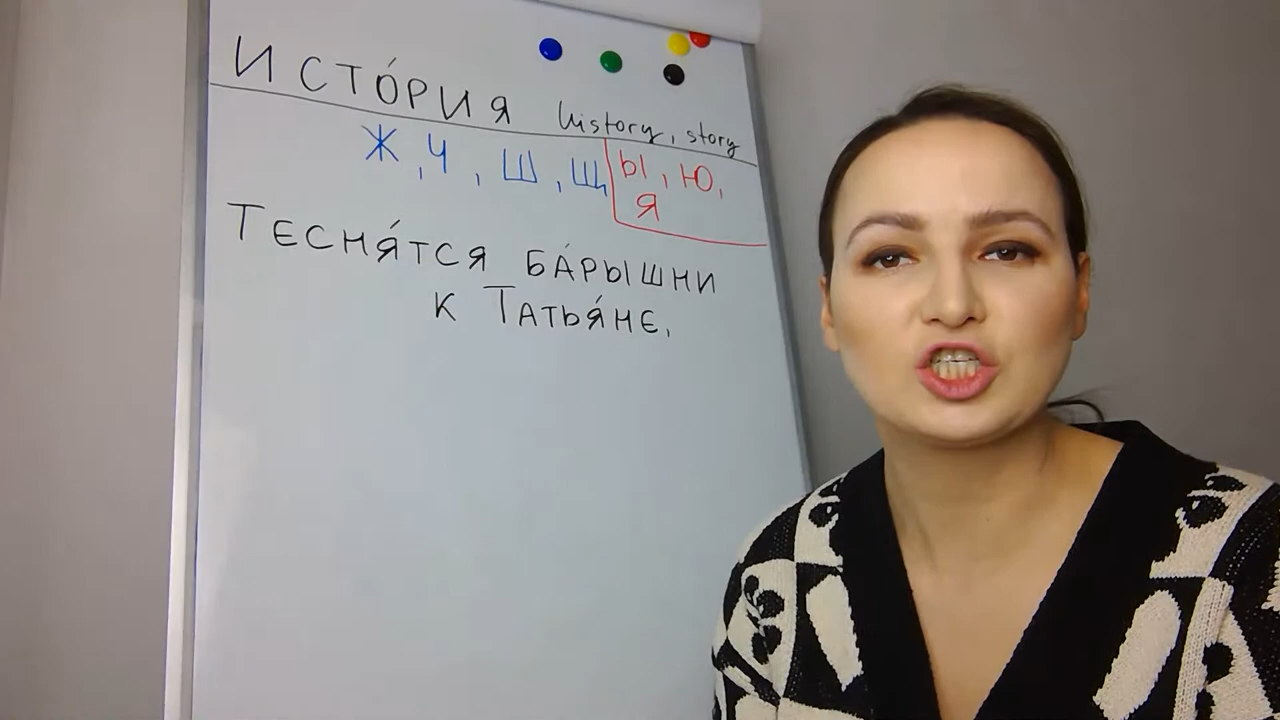 ИСТО́РИЯ history, story
Ж, Ч, Ш, Щ Ы, Ю,
Я
ТЕСНЯ́ТСЯ БА́РЫШНИ
К ТАТЬЯ́НЕ,